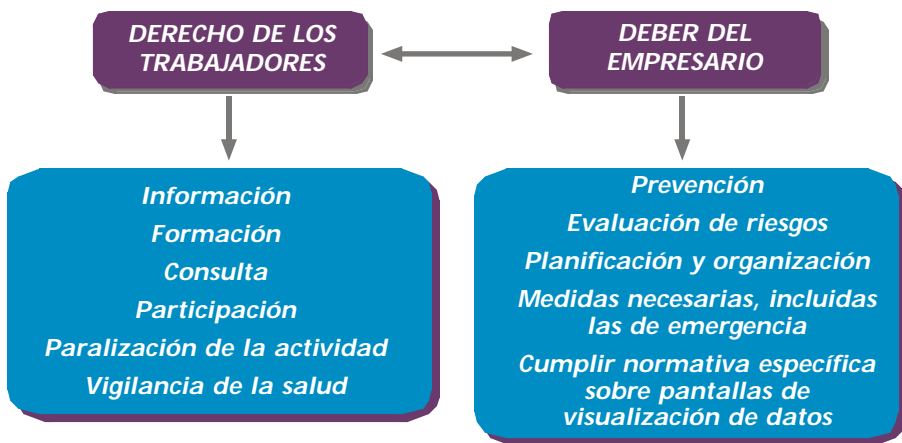 DERECHO DE LOS
TRABAJADORES
DEBER DEL
EMPRESARIO
Información
Formación
Consulta
Participación
Paralización de la actividad
Vigilancia de la salud
Prevención
Evaluación de riesgos
Planificación y organización
Medidas necesarias, incluidas
las de emergencia
Cumplir normativa específica
sobre pantallas de
visualización de datos